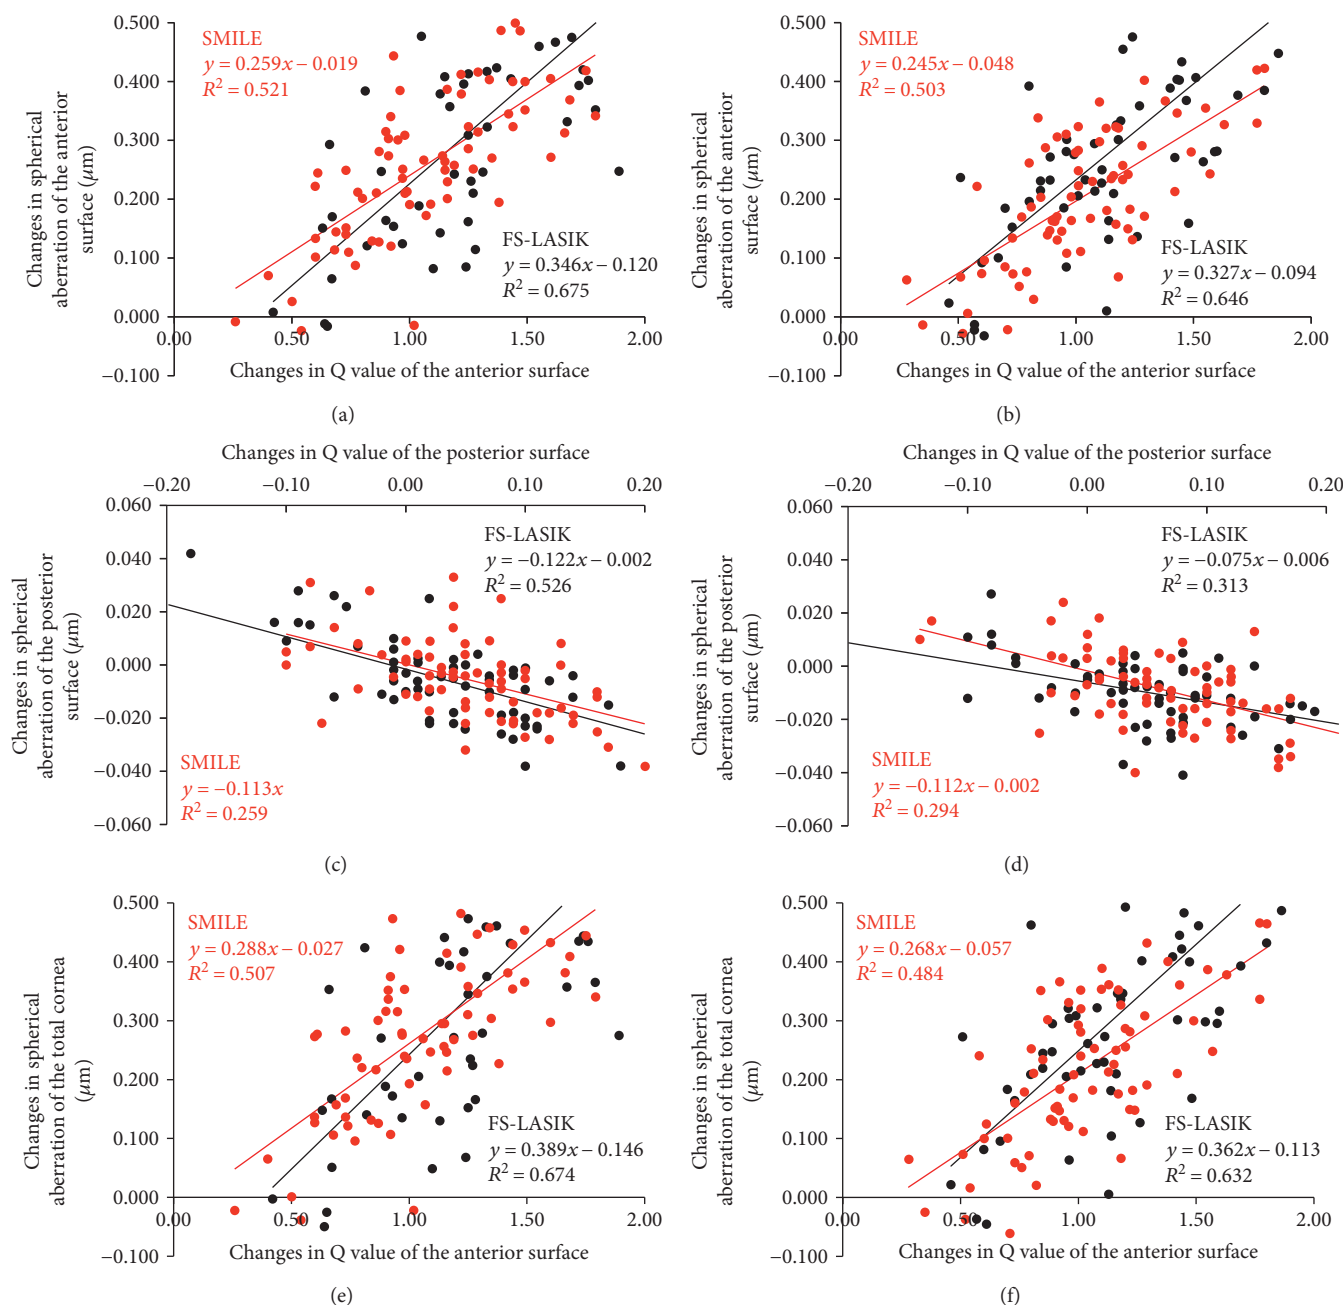 0.500
0.400
0.300
0.200
0.100
0.000
−0.100
Changes in spherical
aberration of the anterior
surface (μm)
SMILE
y = 0.259x − 0.019
R² = 0.521
FS-LASIK
y = 0.346x − 0.120
R² = 0.675
0.00 0.50 1.00 1.50 2.00
Changes in Q value of the anterior surface
(a)
0.500
0.400
0.300
0.200
0.100
0.000
−0.100
Changes in spherical
aberration of the anterior
surface (μm)
SMILE
y = 0.245x − 0.048
R² = 0.503
FS-LASIK
y = 0.327x − 0.094
R² = 0.646
0.00 0.50 1.00 1.50 2.00
Changes in Q value of the anterior surface
(b)
Changes in Q value of the posterior surface
−0.20 −0.10 0.00 0.10 0.20
0.060
0.040
0.020
0.000
−0.020
−0.040
−0.060
Changes in spherical
aberration of the posterior
surface (μm)
FS-LASIK
y = −0.122x − 0.002
R² = 0.526
SMILE
y = −0.113x
R² = 0.259
(c)
Changes in Q value of the posterior surface
−0.20 −0.10 0.00 0.10 0.20
0.060
0.040
0.020
0.000
−0.020
−0.040
−0.060
Changes in spherical
aberration of the posterior
surface (μm)
FS-LASIK
y = −0.075x − 0.006
R² = 0.313
SMILE
y = −0.112x − 0.002
R² = 0.294
(d)
0.500
0.400
0.300
0.200
0.100
0.000
−0.100
Changes in spherical
aberration of the total cornea
(μm)
SMILE
y = 0.288x − 0.027
R² = 0.507
FS-LASIK
y = 0.389x − 0.146
R² = 0.674
0.00 0.50 1.00 1.50 2.00
Changes in Q value of the anterior surface
(e)
0.500
0.400
0.300
0.200
0.100
0.000
−0.100
Changes in spherical
aberration of the total cornea
(μm)
SMILE
y = 0.268x − 0.057
R² = 0.484
FS-LASIK
y = 0.362x − 0.113
R² = 0.632
0.00 0.50 1.00 1.50 2.00
Changes in Q value of the anterior surface
(f)